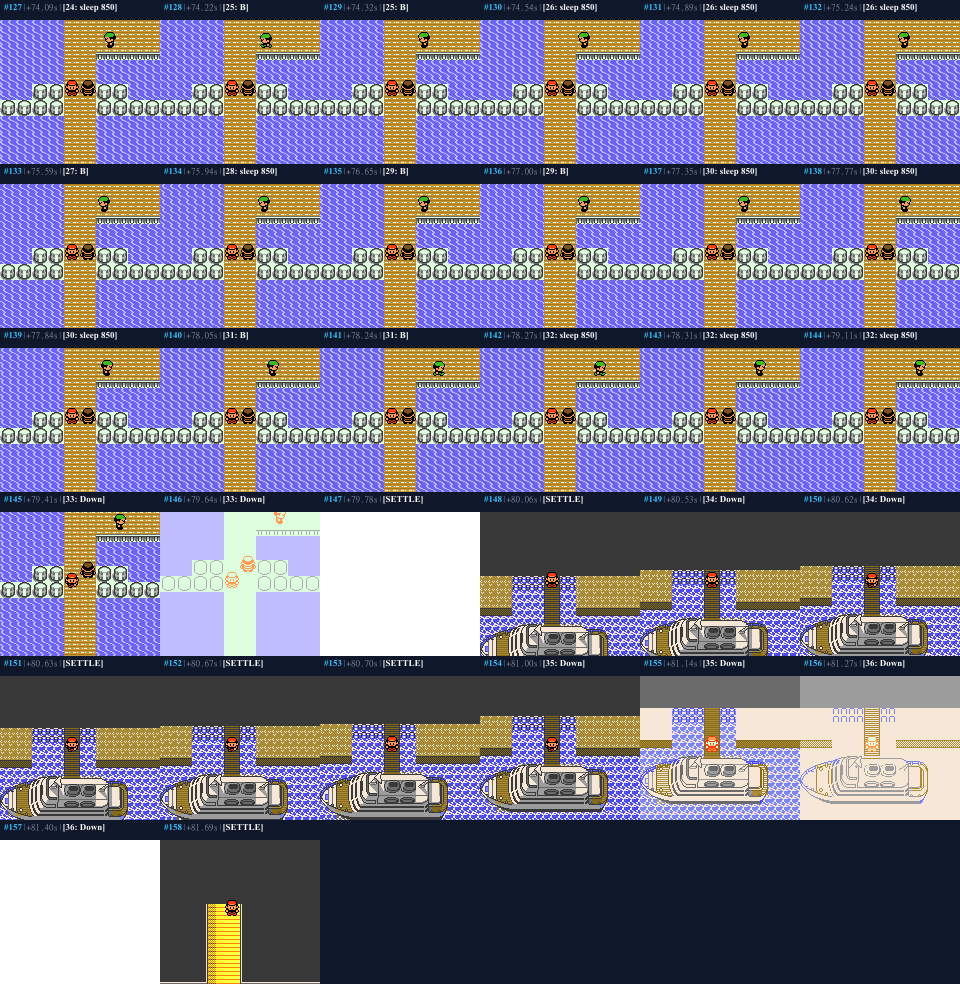 #127 | +74.09s | [24: sleep 850] #128 | +74.22s | [25: B] #129 | +74.32s | [25: B] #130 | +74.54s | [26: sleep 850] #131 | +74.89s | [26: sleep 850] #132 | +75.24s | [26: sleep 850]
#133 | +75.59s | [27: B] #134 | +75.94s | [28: sleep 850] #135 | +76.65s | [29: B] #136 | +77.00s | [29: B] #137 | +77.35s | [30: sleep 850] #138 | +77.77s | [30: sleep 850]
#139 | +77.84s | [30: sleep 850] #140 | +78.05s | [31: B] #141 | +78.24s | [31: B] #142 | +78.27s | [32: sleep 850] #143 | +78.31s | [32: sleep 850] #144 | +79.11s | [32: sleep 850]
#145 | +79.41s | [33: Down] #146 | +79.64s | [33: Down] #147 | +79.78s | [SETTLE] #148 | +80.06s | [SETTLE] #149 | +80.53s | [34: Down] #150 | +80.62s | [34: Down]
#151 | +80.63s | [SETTLE] #152 | +80.67s | [SETTLE] #153 | +80.70s | [SETTLE] #154 | +81.00s | [35: Down] #155 | +81.14s | [35: Down] #156 | +81.27s | [36: Down]
#157 | +81.40s | [36: Down] #158 | +81.69s | [SETTLE]